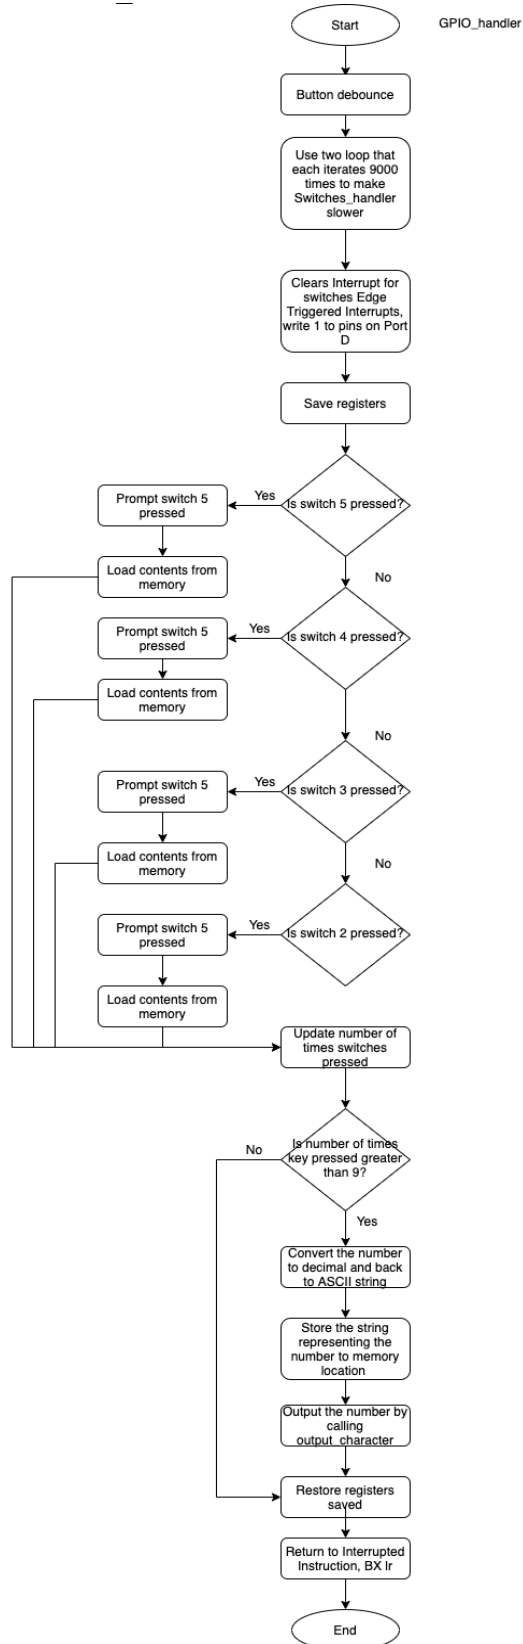 Start
GPIO_handler
Button debounce
Use two loop that
each iterates 9000
times to make
Switches_handler
slower
Clears Interrupt for
switches Edge
Triggered Interrupts,
write 1 to pins on Port
D
Save registers
Is switch 5 pressed?
Yes
Prompt switch 5
pressed
Load contents from
memory
No
Is switch 4 pressed?
Yes
Prompt switch 5
pressed
Load contents from
memory
No
Is switch 3 pressed?
Yes
Prompt switch 5
pressed
Load contents from
memory
No
Is switch 2 pressed?
Yes
Prompt switch 5
pressed
Load contents from
memory
Update number of
times switches
pressed
Is number of times
key pressed greater
than 9?
No
Yes
Convert the number
to decimal and back
to ASCII string
Store the string
representing the
number to memory
location
Output the number by
calling
output_character
Restore registers
saved
Return to Interrupted
Instruction, BX lr
End